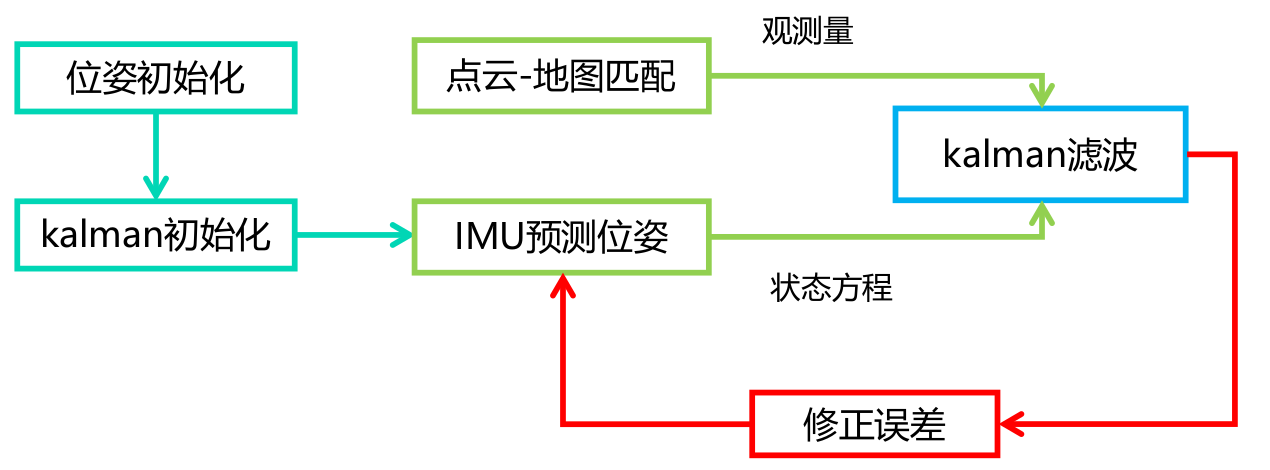 观测量
位姿初始化
点云-地图匹配
kalman滤波
kalman初始化
IMU预测位姿
状态方程
修正误差